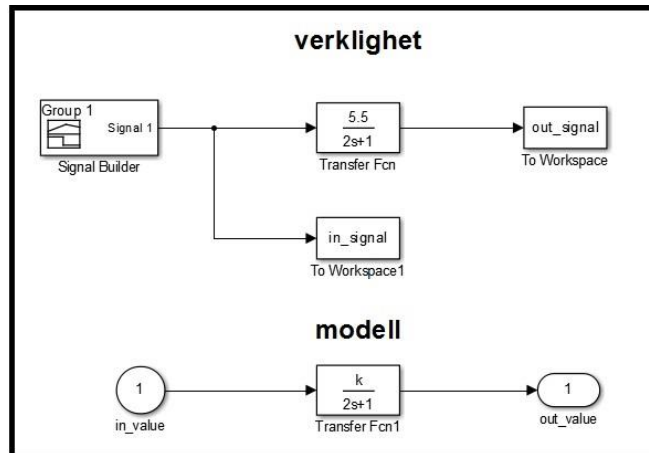 verklighet
Group 1
Signal 1
Signal Builder
5.5
2s+1
Transfer Fcn
out_signal
To Workspace
in_signal
To Workspace1
modell
1
in_value
k
2s+1
Transfer Fcn1
1
out_value